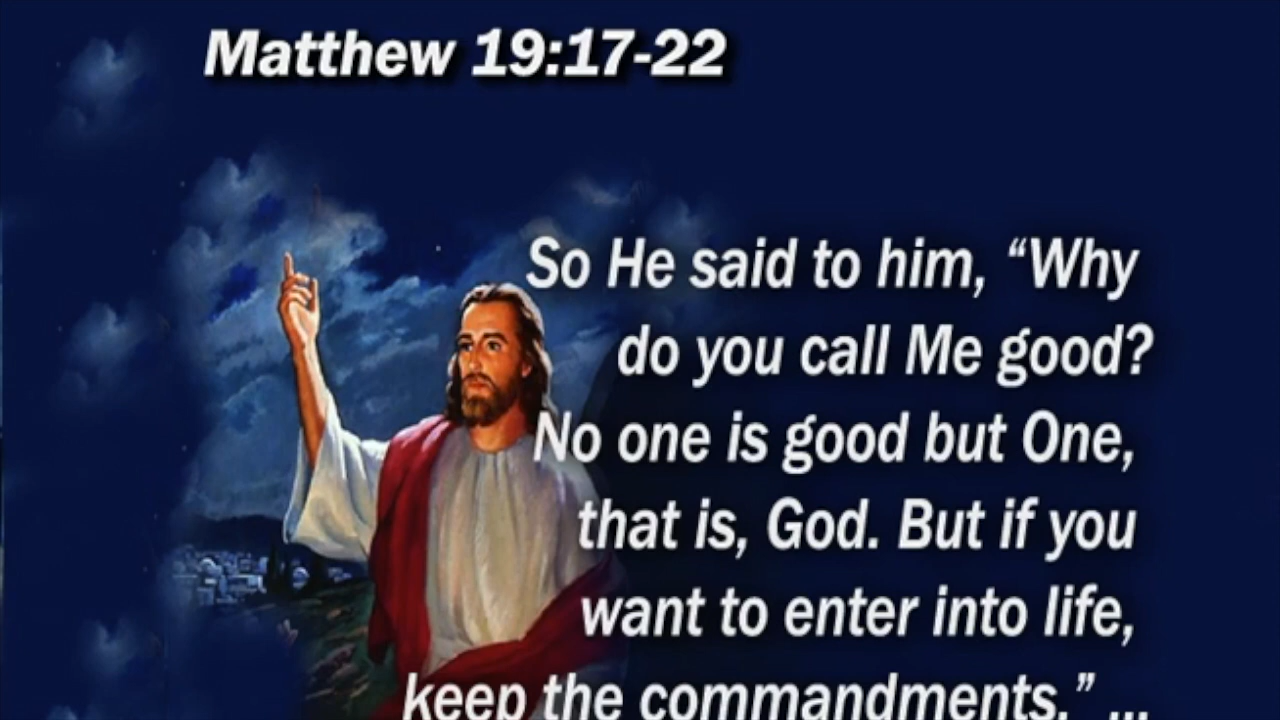 Matthew 19:17-22
So He said to him, “Why
do you call Me good?
No one is good but One,
that is, God. But if you
want to enter into life,
keep the commandments.” ...